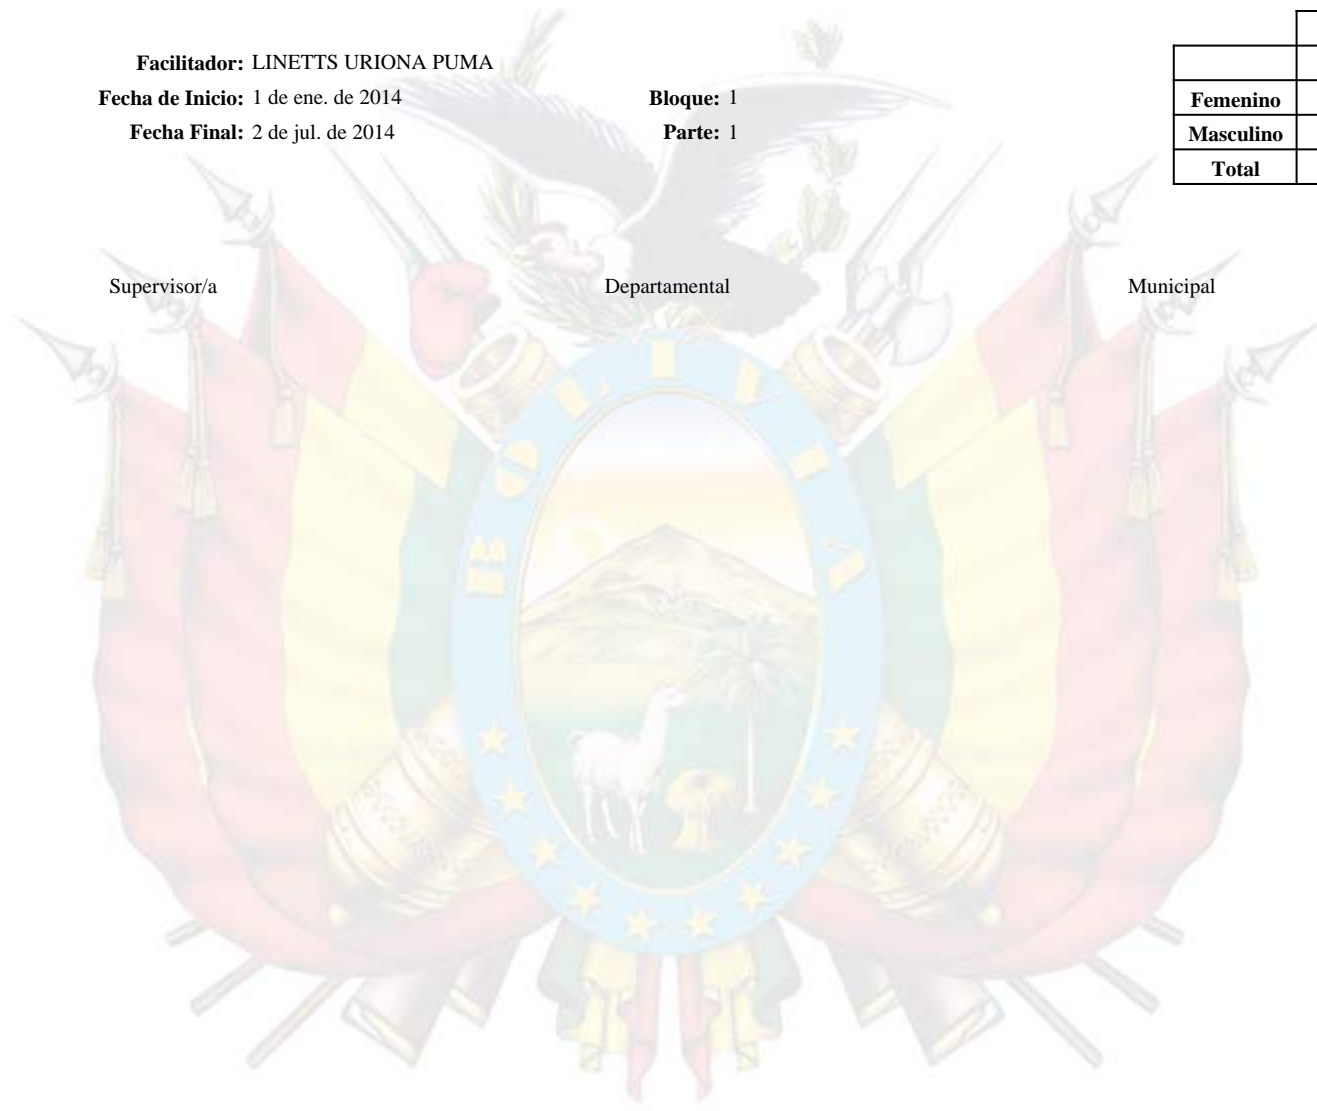 Facilitador: LINETTS URIONA PUMA
Fecha de Inicio: 1 de ene. de 2014 Bloque: 1
Fecha Final: 2 de jul. de 2014 Parte: 1
Femenino
Masculino
Total
Supervisor/a Departamental Municipal
BOLIVIA